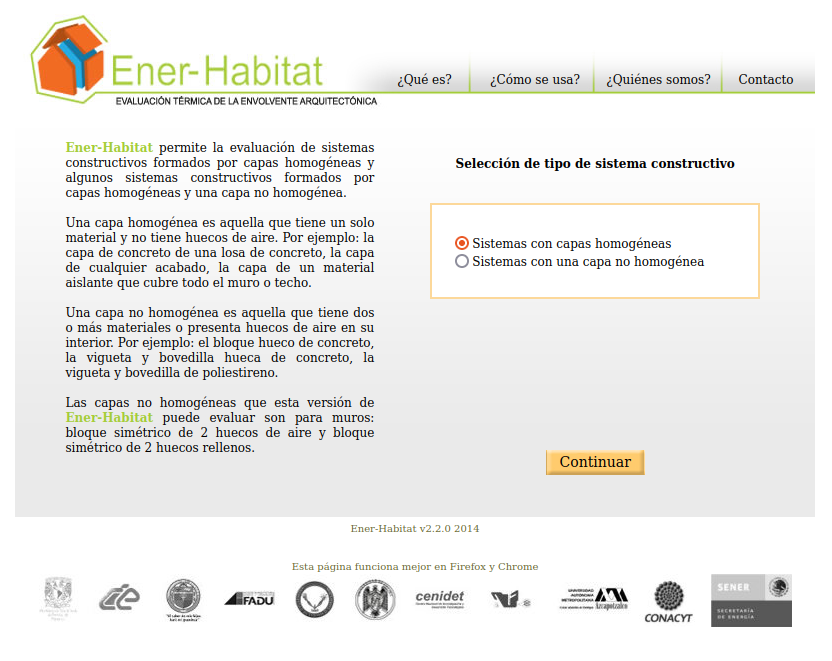 Ener-Habitat
EVALUACIÓN TÉRMICA DE LA ENVOLVENTE ARQUITECTÓNICA
¿Qué es?
¿Cómo se usa?
¿Quiénes somos?
Contacto
Ener-Habitat permite la evaluación de sistemas
constructivos formados por capas homogéneas y
algunos sistemas constructivos formados por
capas homogéneas y una capa no homogénea.
Una capa homogénea es aquella que tiene un solo
material y no tiene huecos de aire. Por ejemplo: la
capa de concreto de una losa de concreto, la capa
de cualquier acabado, la capa de un material
aislante que cubre todo el muro o techo.
Una capa no homogénea es aquella que tiene dos
o más materiales o presenta huecos de aire en su
interior. Por ejemplo: el bloque hueco de concreto,
la vigueta y bovedilla hueca de concreto, la
vigueta y bovedilla de poliestireno.
Las capas no homogéneas que esta versión de
Ener-Habitat puede evaluar son para muros:
bloque simétrico de 2 huecos de aire y bloque
simétrico de 2 huecos rellenos.
Selección de tipo de sistema constructivo
Sistemas con capas homogéneas
Sistemas con una capa no homogénea
Continuar
Ener-Habitat v2.2.0 2014
Esta página funciona mejor en Firefox y Chrome
FADU
cenidet
UNIVERSIDAD
AUTÓNOMA
METROPOLITANA
Azcapotzalco
CONACYT
SENER
SECRETARÍA
DE ENERGÍA